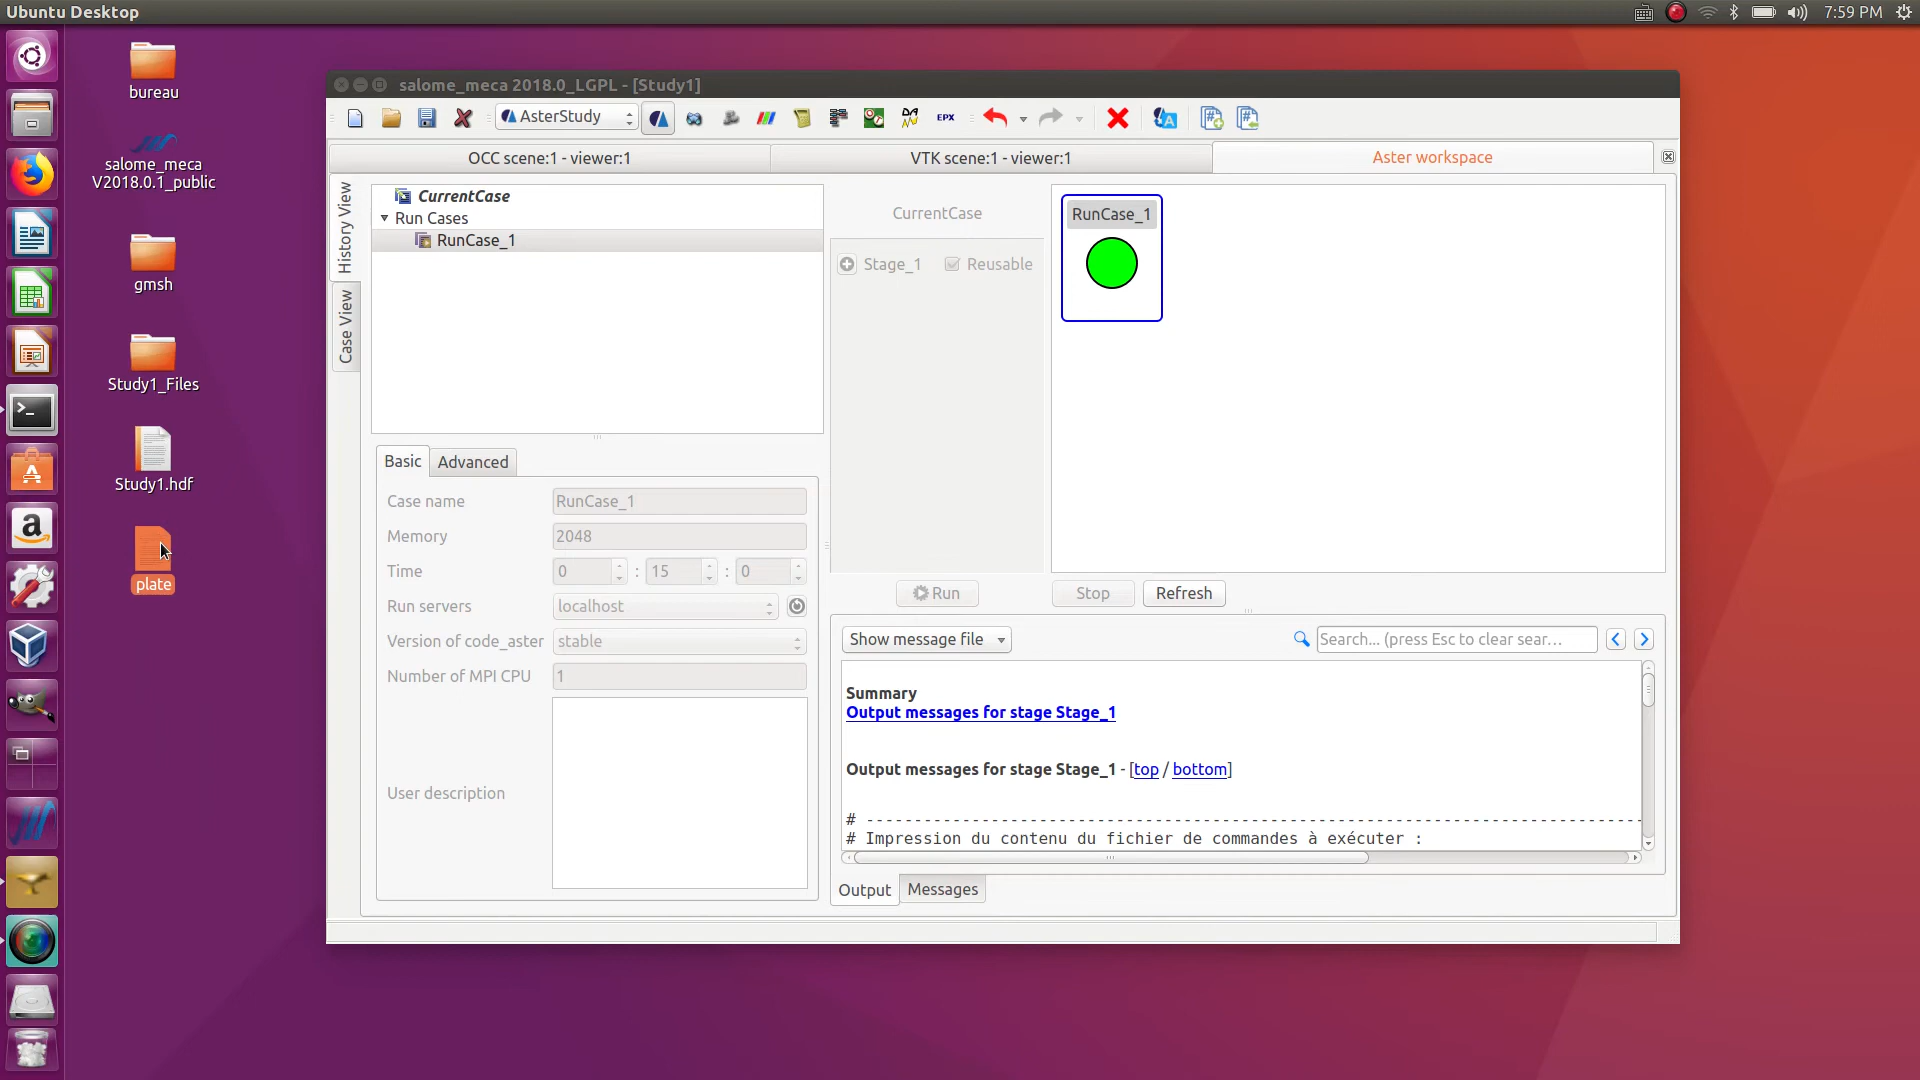 Ubuntu Desktop
7:59 PM
bureau
salome_meca
V2018.0.1_public
gmsh
Study1_Files
Study1.hdf
plate
salome_meca 2018.0_LGPL - [Study1]
AsterStudy
EPX
OCC scene:1 - viewer:1
VTK scene:1 - viewer:1
Aster workspace
History View
Case View
CurrentCase
Run Cases
RunCase_1
CurrentCase
Stage_1
Reusable
RunCase_1
Basic
Advanced
Case name
RunCase_1
Memory
2048
Time
0 : 15 : 0
Run servers
localhost
Version of code_aster
stable
Number of MPI CPU
1
User description
Run
Stop
Refresh
Show message file
Search... (press Esc to clear sear...
Summary
Output messages for stage Stage_1
Output messages for stage Stage_1 - [top / bottom]
# --------------------------------------------------------------------------------
# Impression du contenu du fichier de commandes à exécuter :
Output
Messages